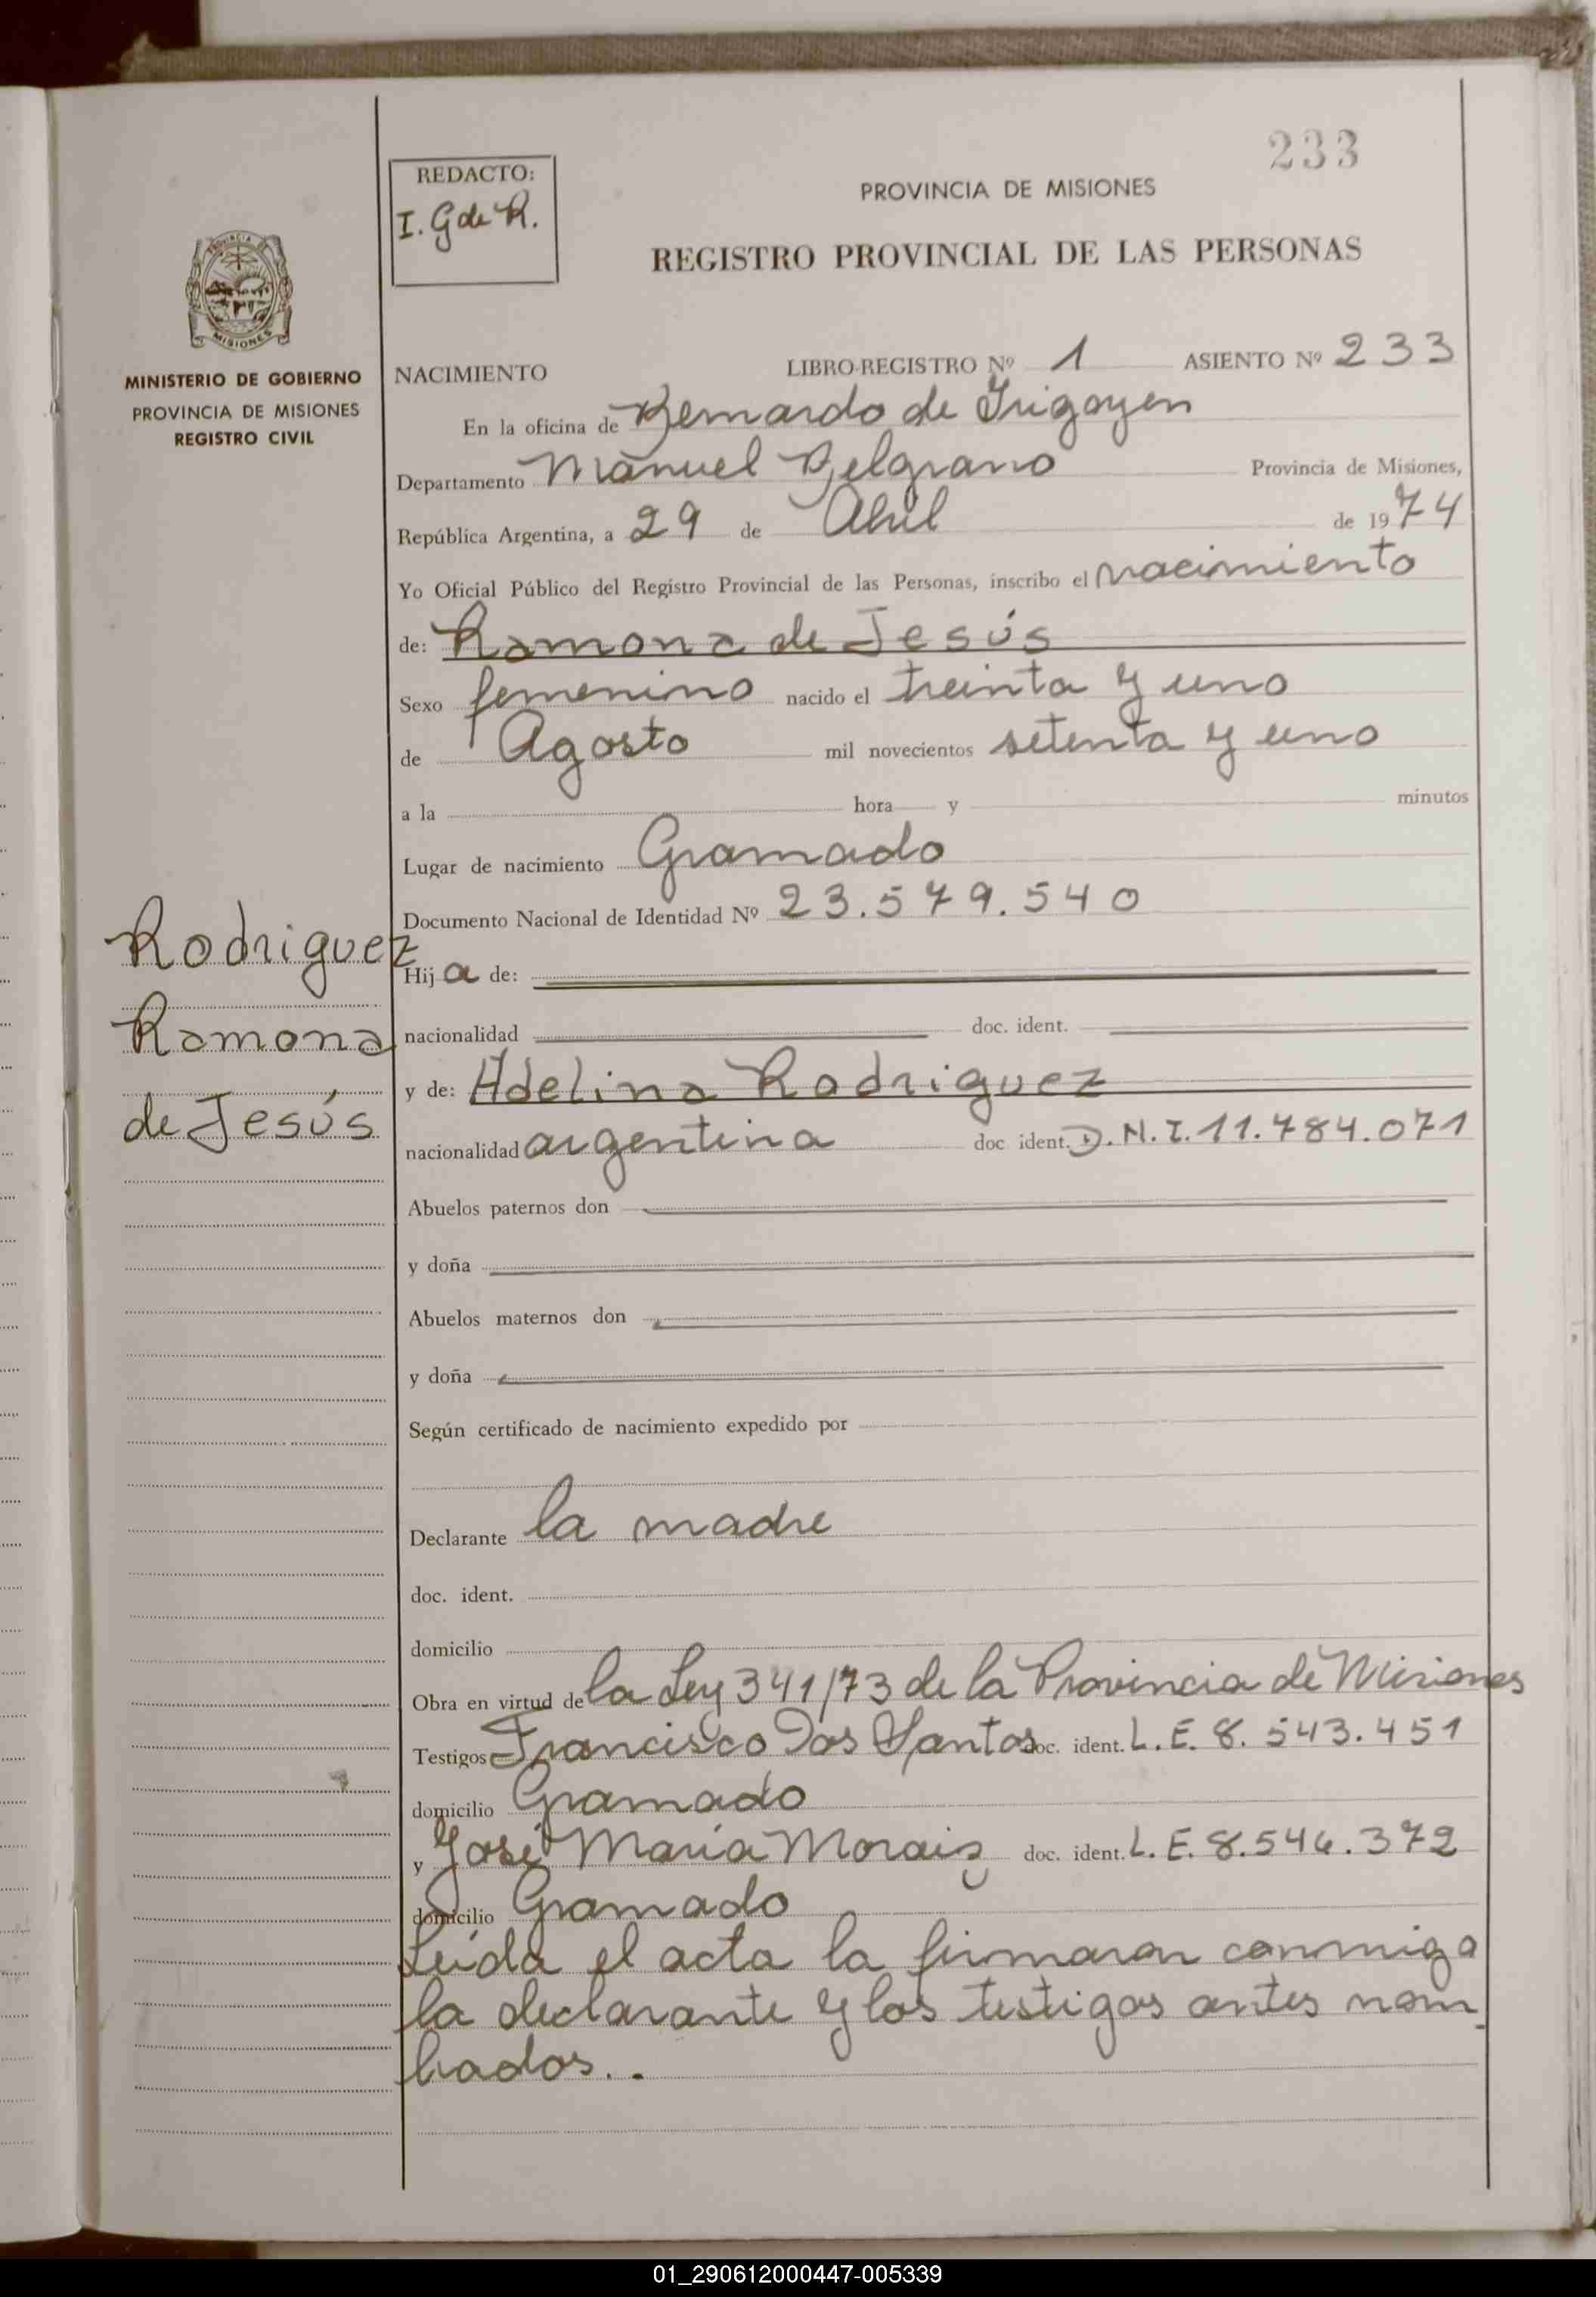 233
REDACTO:
I. G de R.
PROVINCIA DE MISIONES
REGISTRO PROVINCIAL DE LAS PERSONAS
PROVINCIA DE
MISIONES
MINISTERIO DE GOBIERNO
PROVINCIA DE MISIONES
REGISTRO CIVIL
NACIMIENTO LIBRO-REGISTRO Nº 1 ASIENTO Nº 233
En la oficina de Bernardo de Irigoyen
Departamento Manuel Belgrano Provincia de Misiones,
República Argentina, a 29 de Abril de 1974
Yo Oficial Público del Registro Provincial de las Personas, inscribo el nacimiento
de: Ramona de Jesús
Sexo femenino nacido el treinta y uno
de Agosto mil novecientos setenta y uno
a la hora y minutos
Lugar de nacimiento Gramado
Documento Nacional de Identidad Nº 23.579.540
Rodriguez
Ramona
de Jesús
Hija de:
nacionalidad doc. ident.
y de: Adelina Rodriguez
nacionalidad argentina doc ident. D.N.I. 11.784.071
Abuelos paternos don
y doña
Abuelos maternos don
y doña
Según certificado de nacimiento expedido por
Declarante la madre
doc. ident.
domicilio
Obra en virtud de la Ley 341/73 de la Provincia de Misiones
Testigos Francisco Dos Santos doc. ident. L.E. 8.543.451
domicilio Gramado
y José María Morais doc. ident. L.E. 8.546.372
domicilio Gramado
Leída el acta la firmaron conmigo
la declarante y los testigos antes nom
brados..
01_290612000447-005339